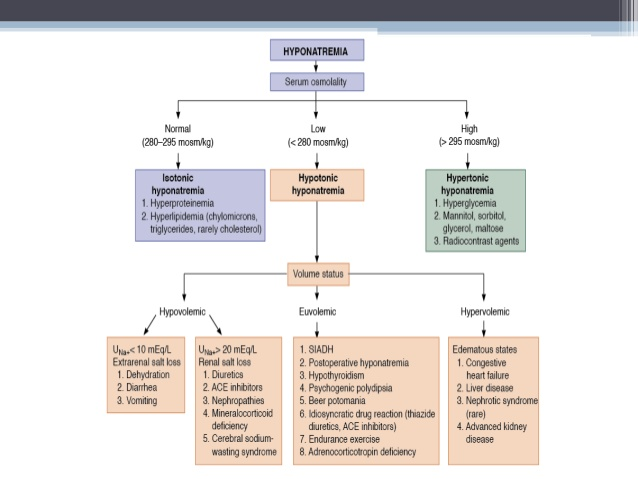 HYPONATREMIA
Serum osmolality
Normal
(280–295 mosm/kg)
Low
(< 280 mosm/kg)
High
(> 295 mosm/kg)
Isotonic
hyponatremia
1. Hyperproteinemia
2. Hyperlipidemia (chylomicrons,
triglycerides, rarely cholesterol)
Hypotonic
hyponatremia
Hypertonic
hyponatremia
1. Hyperglycemia
2. Mannitol, sorbitol,
glycerol, maltose
3. Radiocontrast agents
Volume status
Hypovolemic
Euvolemic
Hypervolemic
UNa+< 10 mEq/L
Extrarenal salt loss
1. Dehydration
2. Diarrhea
3. Vomiting
UNa+> 20 mEq/L
Renal salt loss
1. Diuretics
2. ACE inhibitors
3. Nephropathies
4. Mineralocorticoid
deficiency
5. Cerebral sodium-
wasting syndrome
1. SIADH
2. Postoperative hyponatremia
3. Hypothyroidism
4. Psychogenic polydipsia
5. Beer potomania
6. Idiosyncratic drug reaction (thiazide
diuretics, ACE inhibitors)
7. Endurance exercise
8. Adrenocorticotropin deficiency
Edematous states
1. Congestive
heart failure
2. Liver disease
3. Nephrotic syndrome
(rare)
4. Advanced kidney
disease